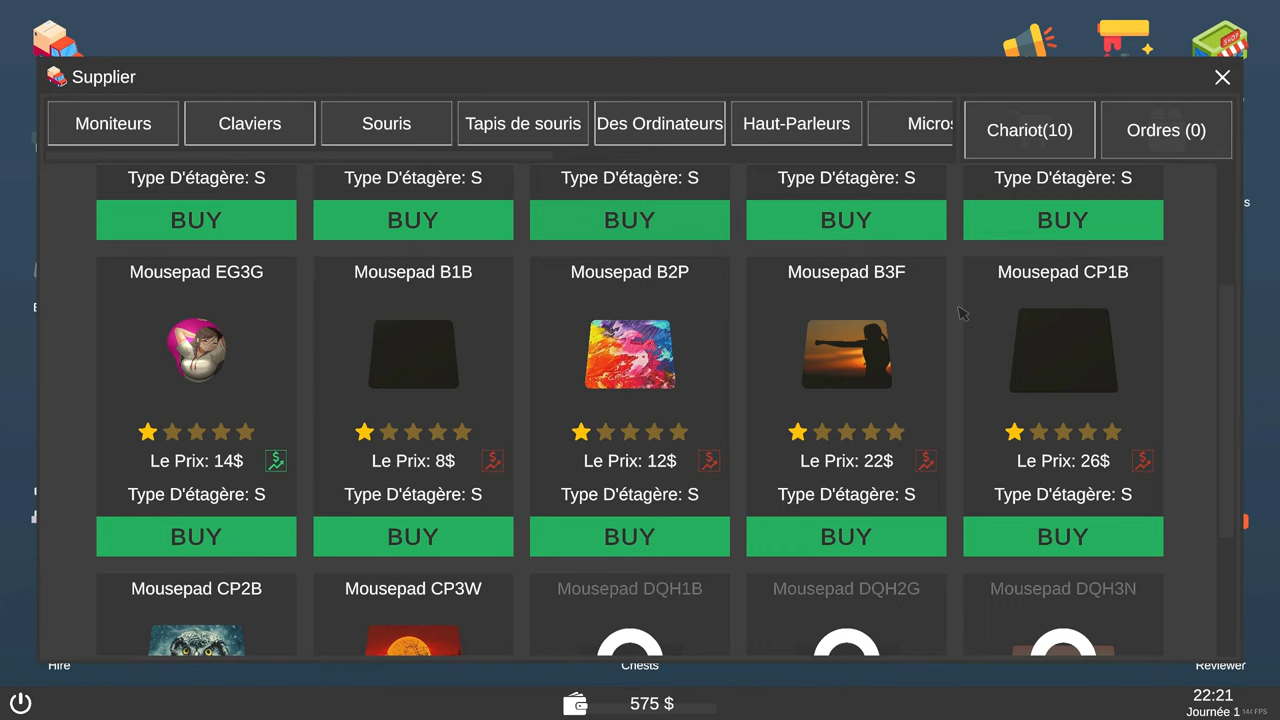 SHOP
Supplier
Moniteurs
Claviers
Souris
Tapis de souris
Des Ordinateurs
Haut-Parleurs
Micros
Chariot(10)
Ordres (0)
Type D'étagère: S
Type D'étagère: S
Type D'étagère: S
Type D'étagère: S
Type D'étagère: S
BUY
BUY
BUY
BUY
BUY
Mousepad EG3G
Mousepad B1B
Mousepad B2P
Mousepad B3F
Mousepad CP1B
Le Prix: 14$
Le Prix: 8$
Le Prix: 12$
Le Prix: 22$
Le Prix: 26$
Type D'étagère: S
Type D'étagère: S
Type D'étagère: S
Type D'étagère: S
Type D'étagère: S
BUY
BUY
BUY
BUY
BUY
Mousepad CP2B
Mousepad CP3W
Mousepad DQH1B
Mousepad DQH2G
Mousepad DQH3N
Hire
Chests
Reviewer
575 $
22:21
Journée 1
144 FPS